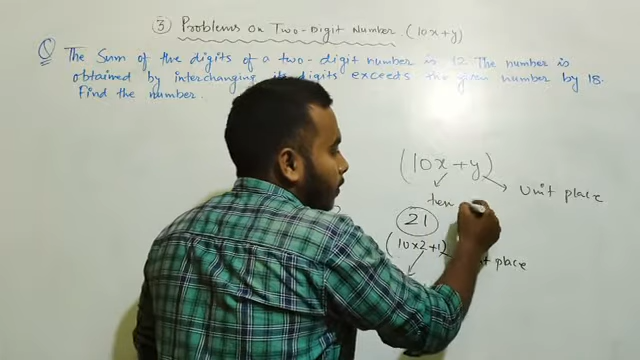 ③ Problems On Two-Digit Number (10x+y)
Q The Sum of the digits of a two-digit number is 12. The number is
obtained by interchanging its digits exceeds the given number by 18.
Find the number.
(10x+y)
ten
Unit place
21
(10×2+1)
place